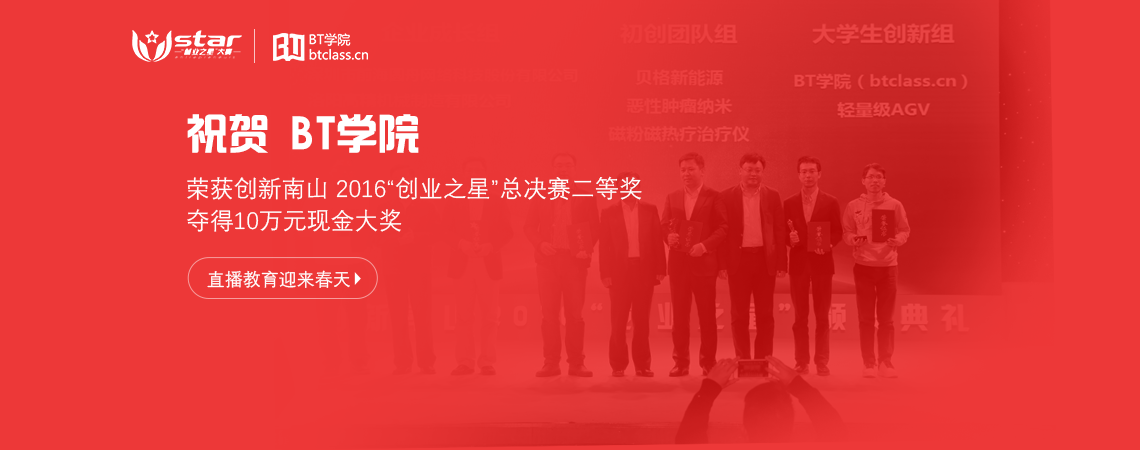 star
创业之星 大赛
BT学院
btclass.cn
祝贺 BT学院
荣获创新南山 2016“创业之星”总决赛二等奖
夺得10万元现金大奖
直播教育迎来春天
初创团队组
贝格新能源
恶性肿瘤纳米
磁粉磁热疗治疗仪
大学生创新组
BT学院（btclass.cn）
轻量级AGV
典礼